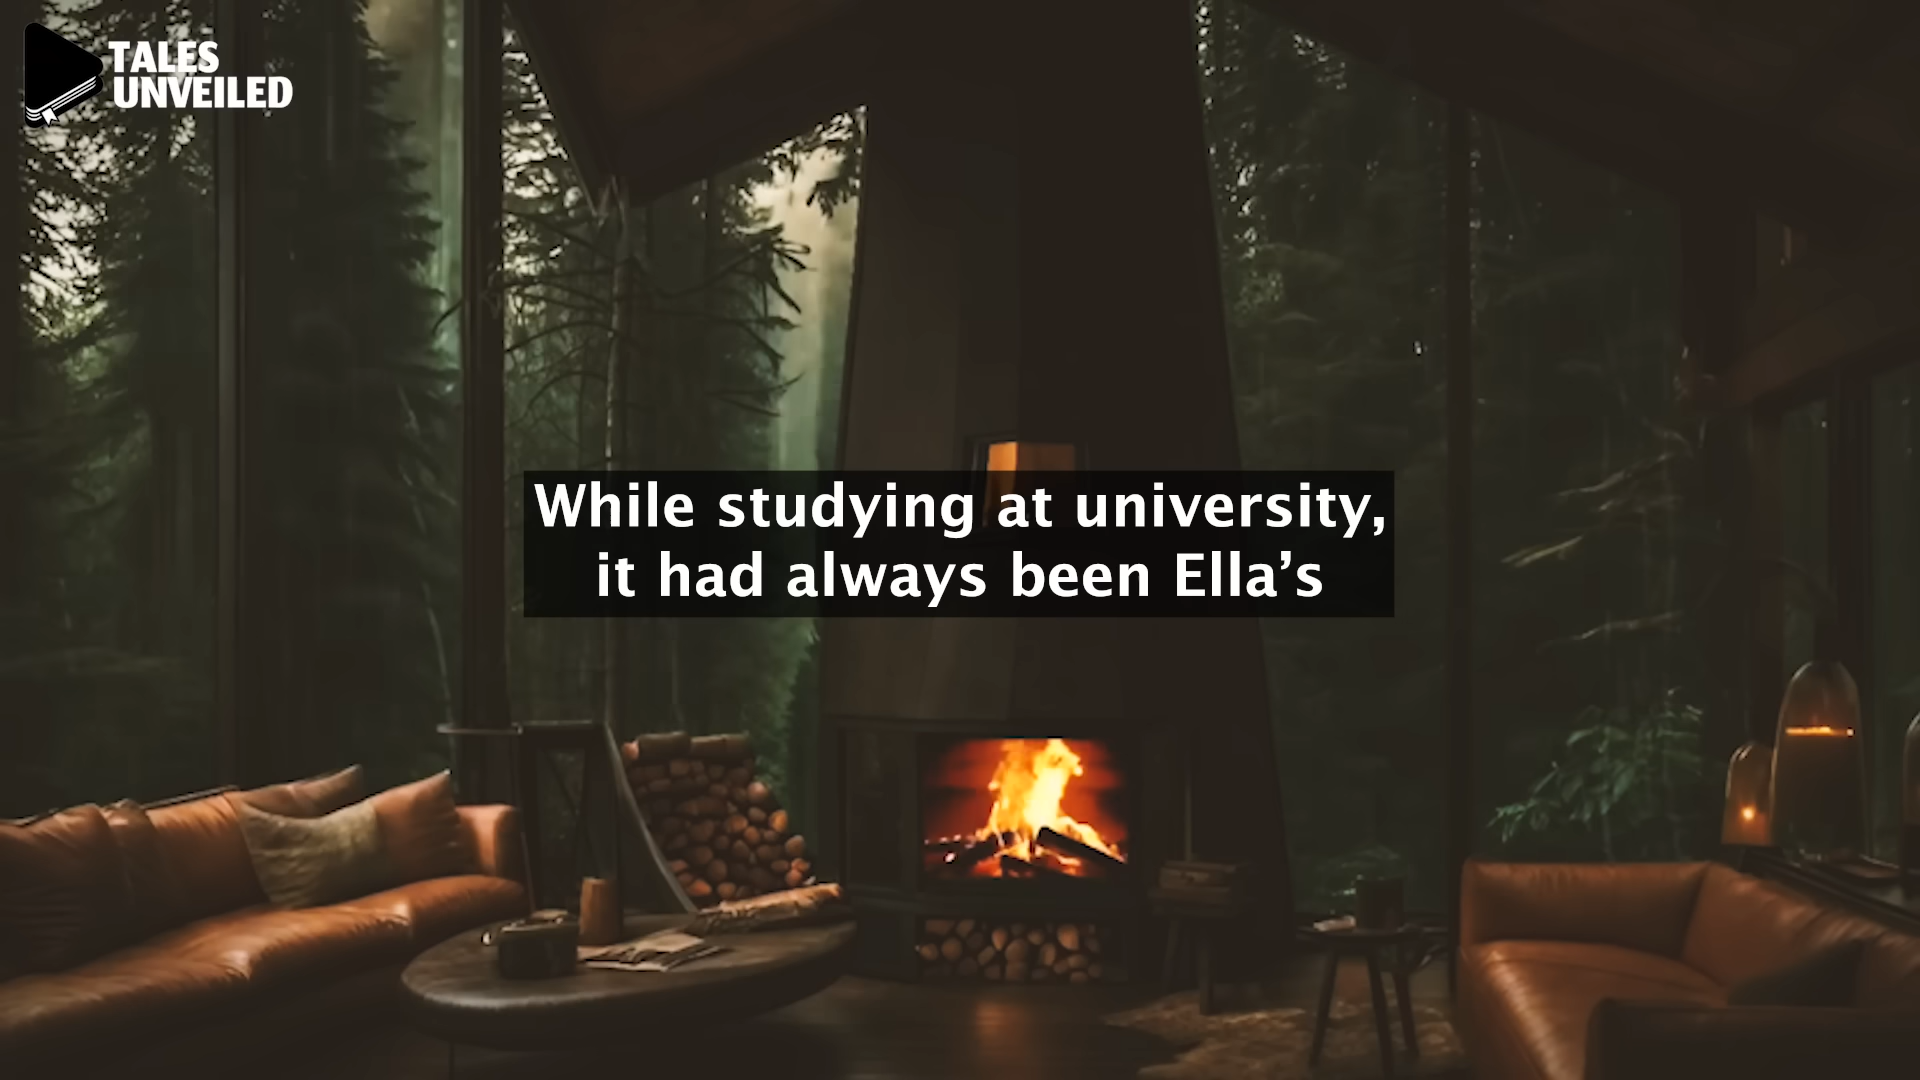 TALES
UNVEILED
While studying at university,
it had always been Ella’s